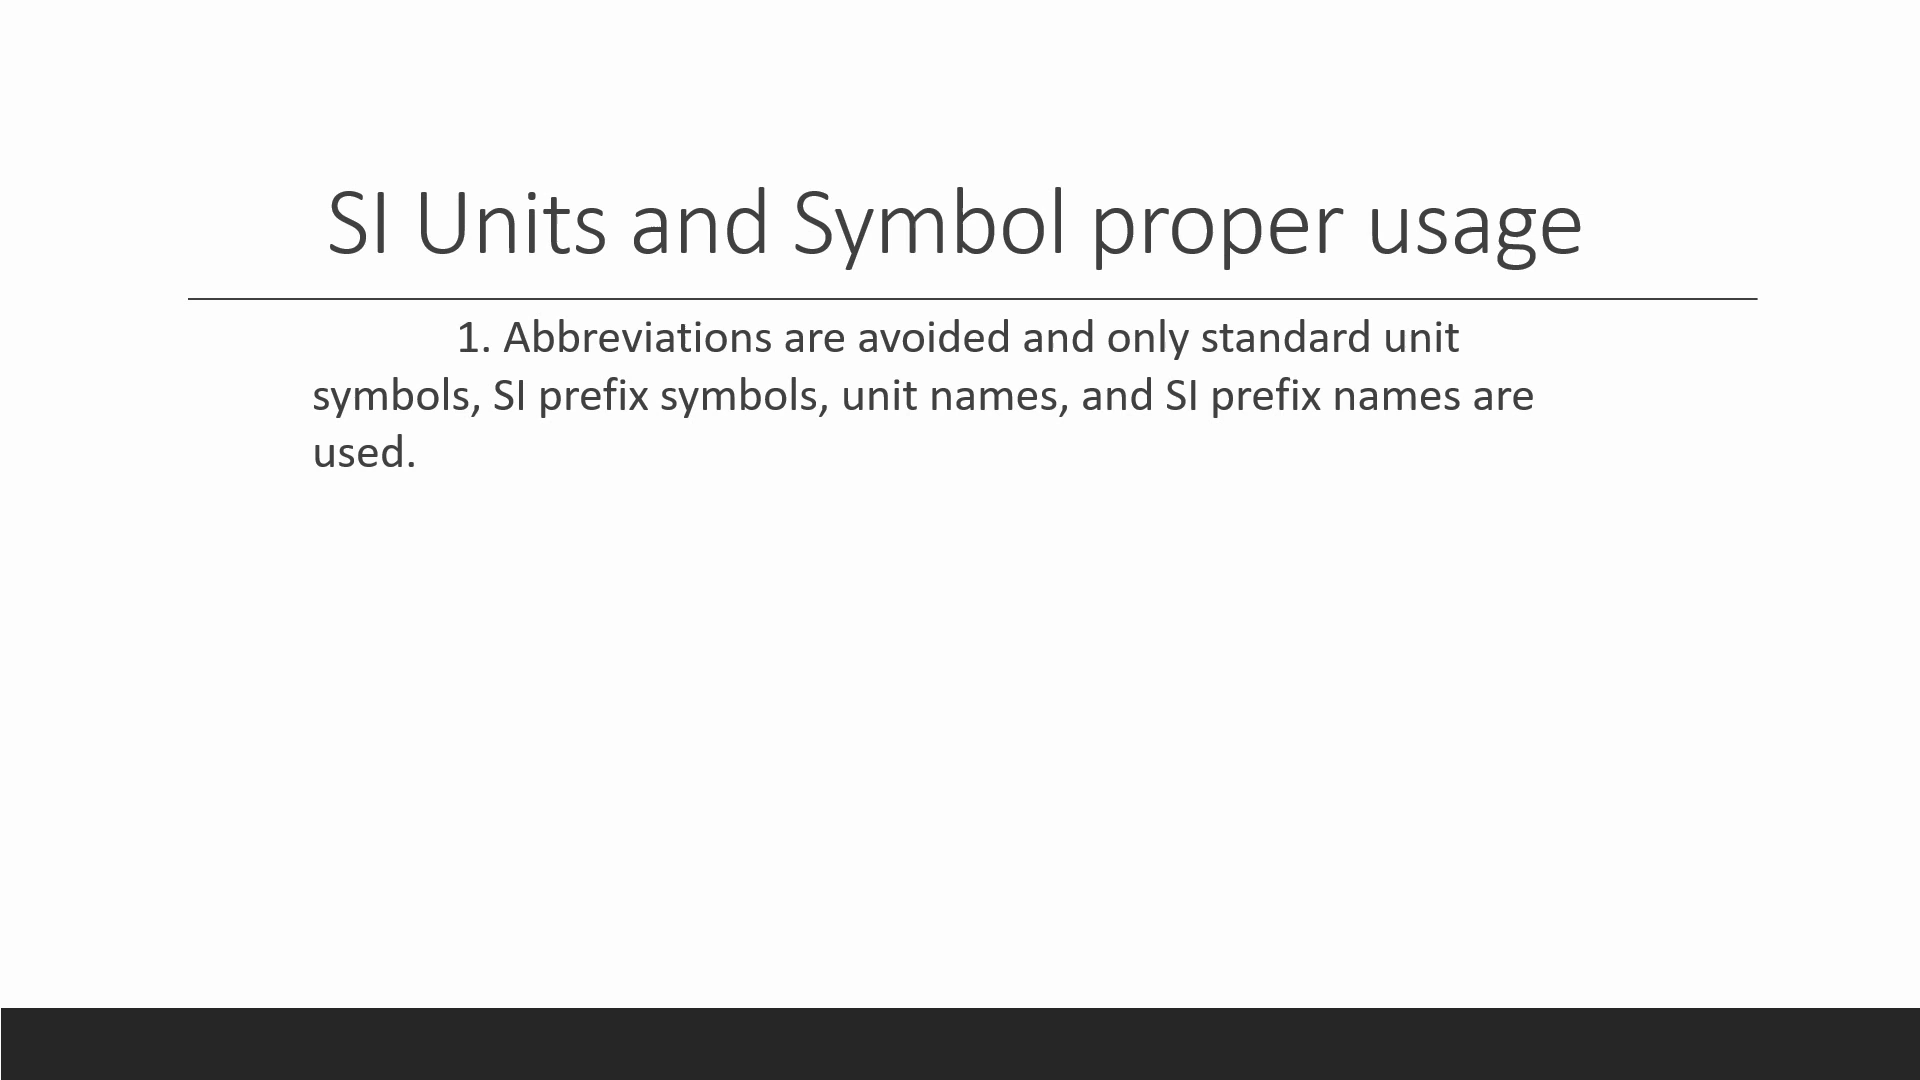 SI Units and Symbol proper usage
1. Abbreviations are avoided and only standard unit
symbols, SI prefix symbols, unit names, and SI prefix names are
used.